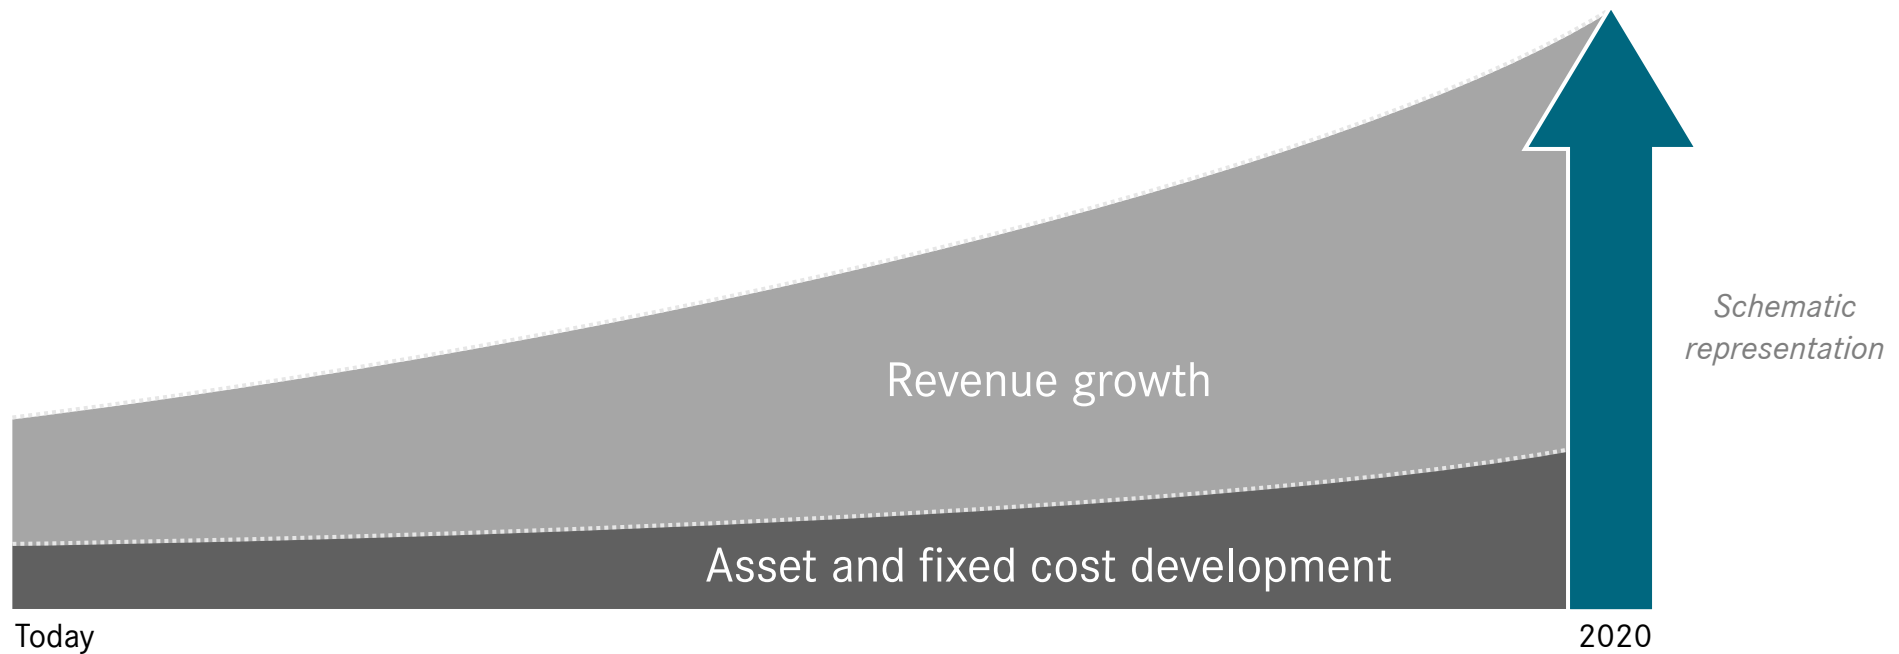 Schematic
representation
Revenue growth
Asset and fixed cost development
Today
2020